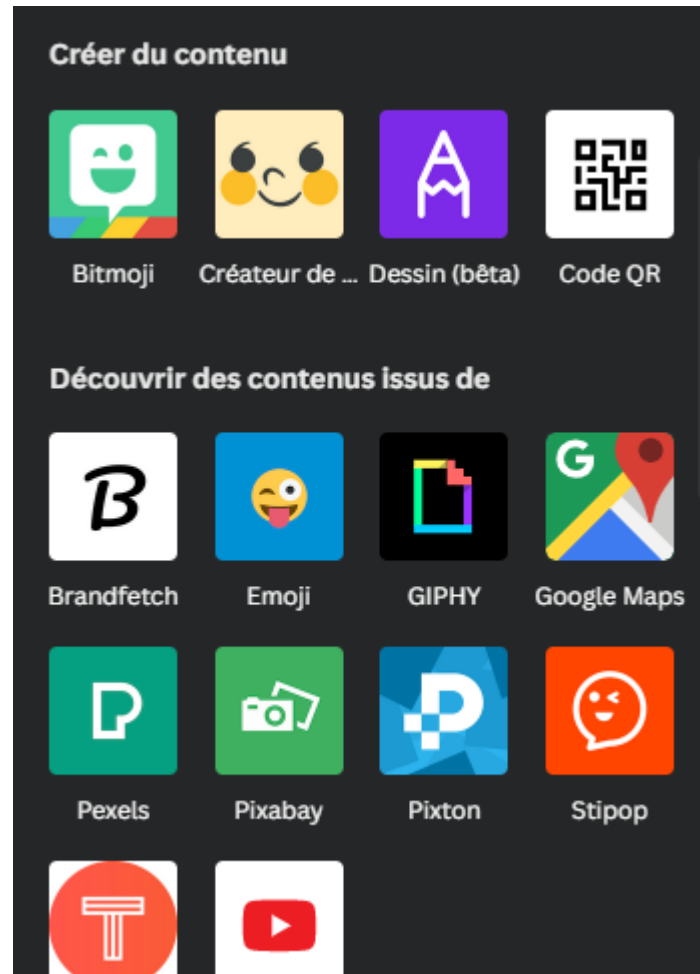 Créer du contenu
Bitmoji Créateur de ... Dessin (bêta) Code QR
Découvrir des contenus issus de
B G
Brandfetch Emoji GIPHY Google Maps
P P
Pexels Pixabay Pixton Stipop
T